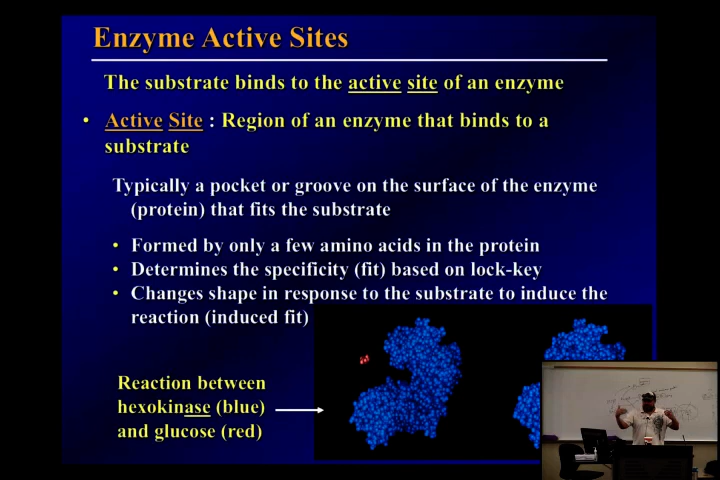 Enzyme Active Sites
The substrate binds to the active site of an enzyme
• Active Site : Region of an enzyme that binds to a
substrate
Typically a pocket or groove on the surface of the enzyme
(protein) that fits the substrate
• Formed by only a few amino acids in the protein
• Determines the specificity (fit) based on lock-key
• Changes shape in response to the substrate to induce the
reaction (induced fit)
Reaction between
hexokinase (blue)
and glucose (red)